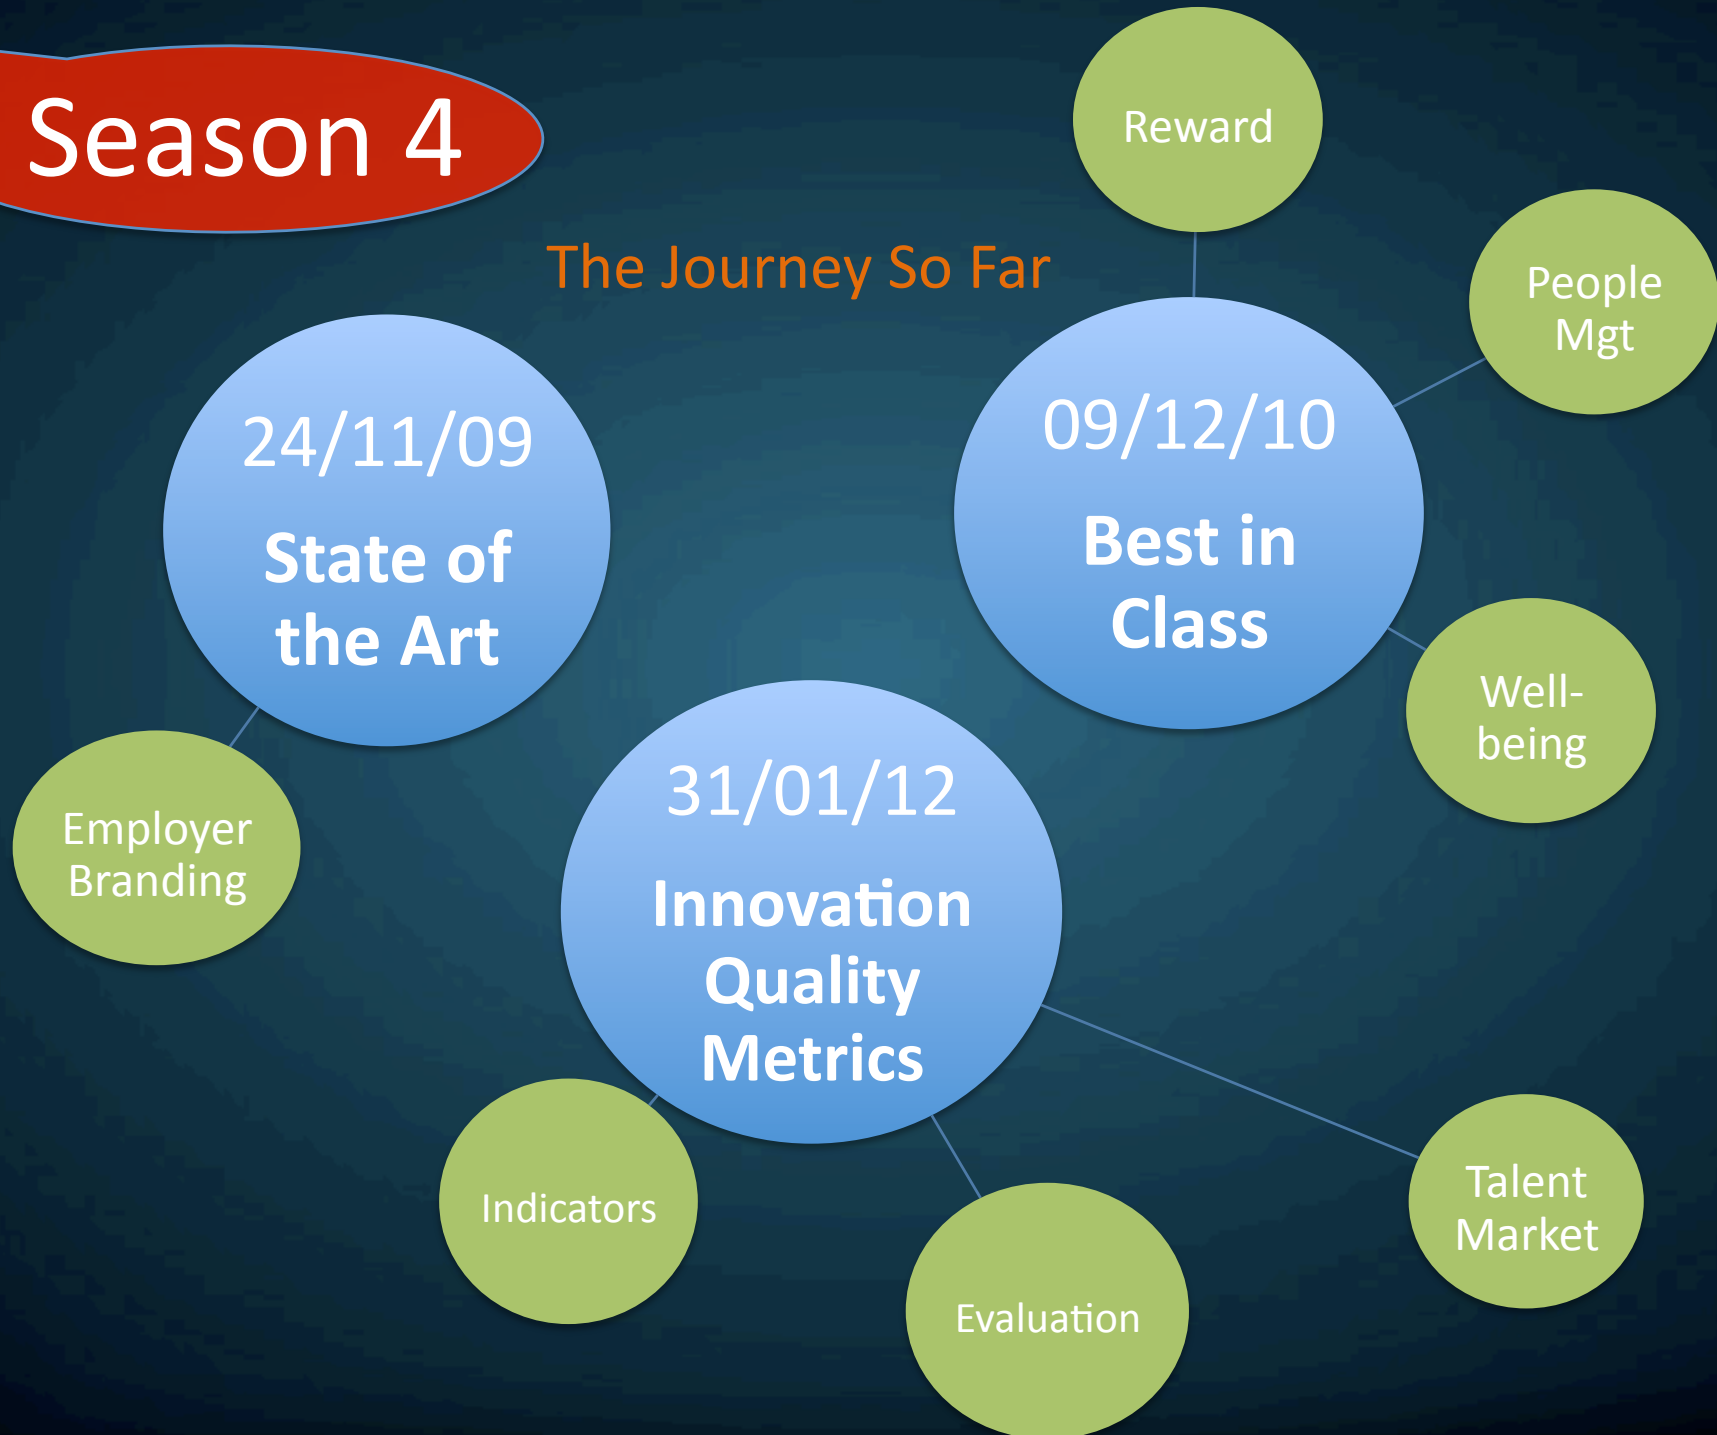 Season 4
The Journey So Far
Reward
People
Mgt
24/11/09
State of
the Art
09/12/10
Best in
Class
Well-
being
Employer
Branding
31/01/12
Innovation
Quality
Metrics
Indicators
Evaluation
Talent
Market